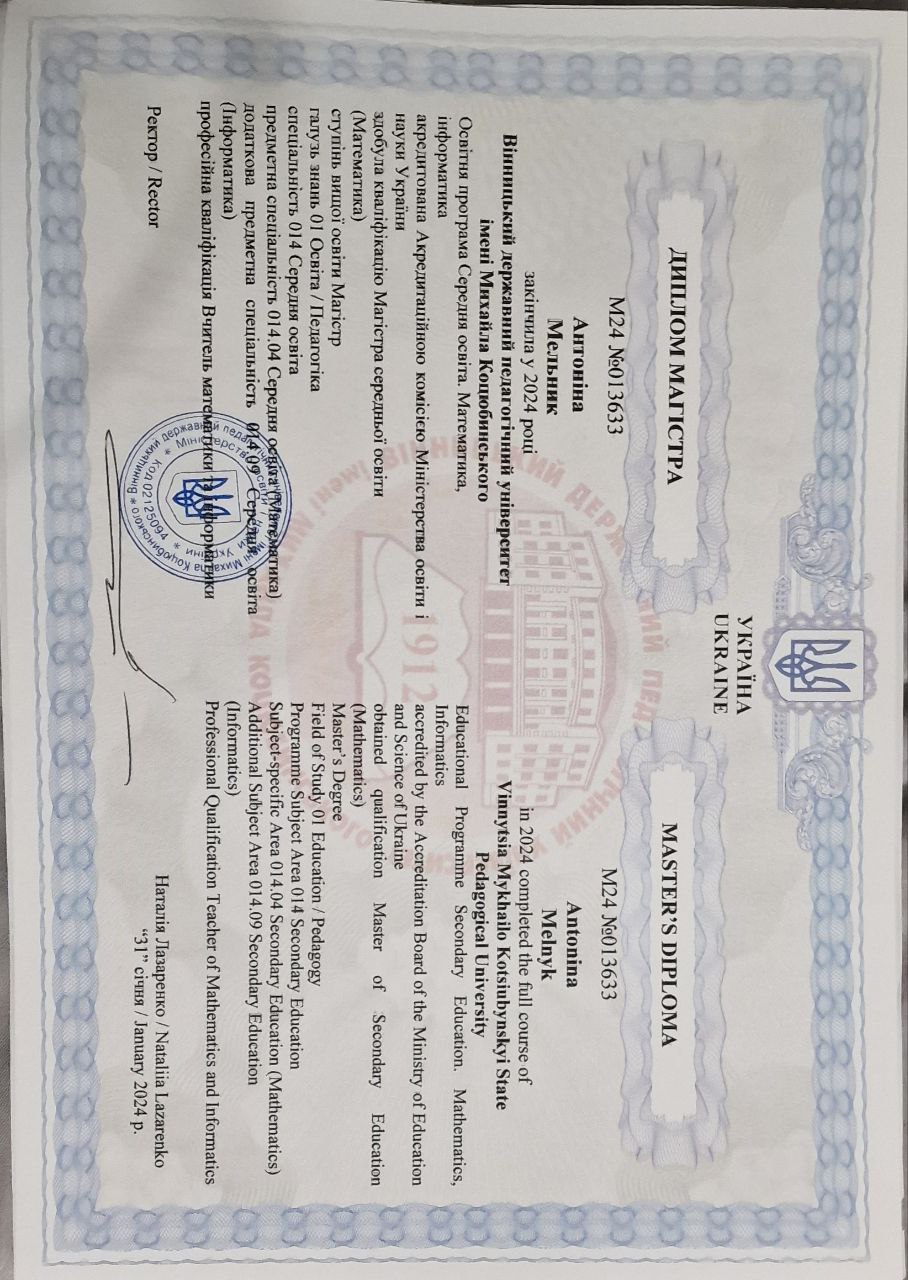 УКРАЇНА
UKRAINE
ДИПЛОМ МАГІСТРА
М24 №013633
Антоніна
Мельник
закінчила у 2024 році
Вінницький державний педагогічний університет
імені Михайла Коцюбинського
Освітня програма Середня освіта. Математика,
інформатика
акредитована Акредитаційною комісією Міністерства освіти і
науки України
здобула кваліфікацію Магістра середньої освіти
(Математика)
ступінь вищої освіти Магістр
галузь знань 01 Освіта / Педагогіка
спеціальність 014 Середня освіта
предметна спеціальність 014.04 Середня освіта (Математика)
додаткова предметна спеціальність 014.09 Середня освіта
(Інформатика)
професійна кваліфікація Вчитель математики та інформатики
Ректор / Rector
MASTER'S DIPLOMA
М24 №013633
Antonina
Melnyk
in 2024 completed the full course of
Vinnytsia Mykhailo Kotsiubynskyi State
Pedagogical University
Educational Programme Secondary Education. Mathematics,
Informatics
accredited by the Accreditation Board of the Ministry of Education
and Science of Ukraine
obtained qualification Master of Secondary Education
(Mathematics)
Master's Degree
Field of Study 01 Education / Pedagogy
Programme Subject Area 014 Secondary Education
Subject-specific Area 014.04 Secondary Education (Mathematics)
Additional Subject Area 014.09 Secondary Education
(Informatics)
Professional Qualification Teacher of Mathematics and Informatics
Наталія Лазаренко / Nataliia Lazarenko
“31” січня / January 2024 р.
1912
Код 02125094